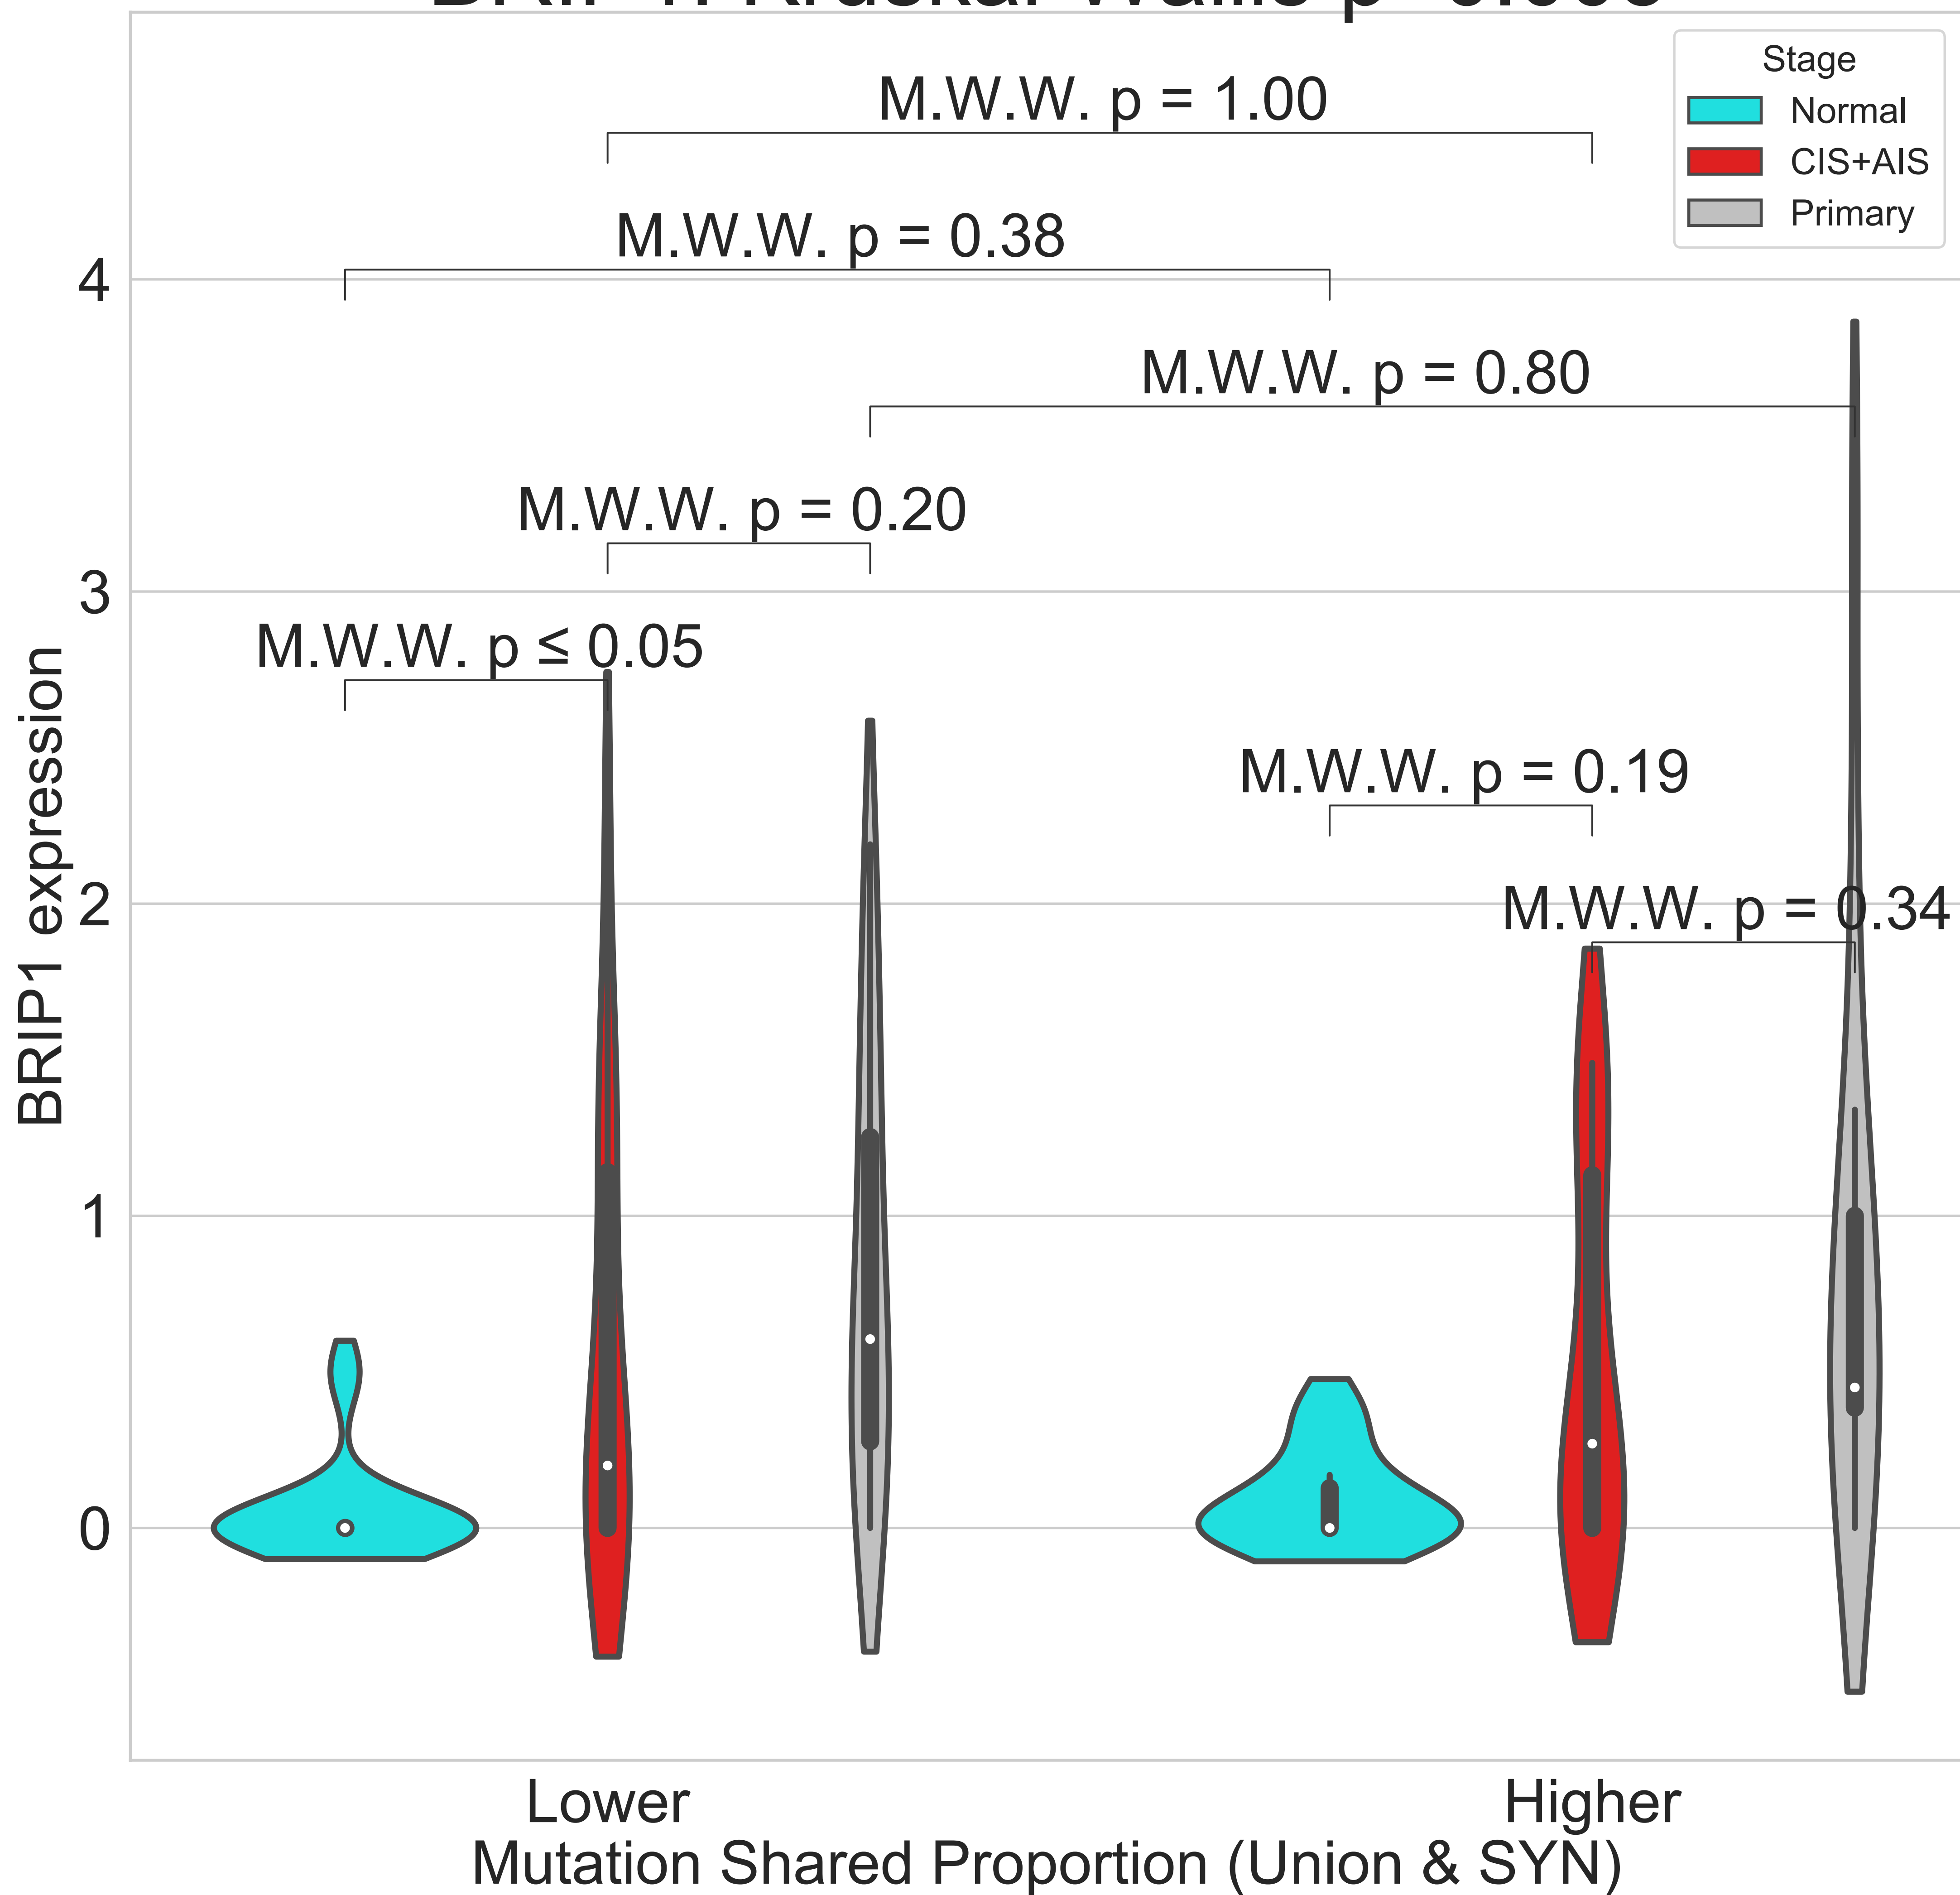 Stage
Normal
CIS+AIS
Primary
M.W.W. p = 1.00
M.W.W. p = 0.38
M.W.W. p = 0.80
M.W.W. p = 0.20
M.W.W. p ≤ 0.05
M.W.W. p = 0.19
M.W.W. p = 0.34
BRIP1 expression
4
3
2
1
0
Lower
Higher
Mutation Shared Proportion (Union & SYN)